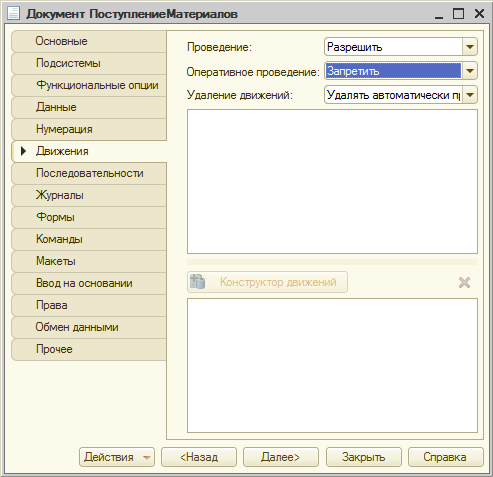 Документ ПоступлениеМатериалов
Основные
Подсистемы
Функциональные опции
Данные
Нумерация
Движения
Последовательности
Журналы
Формы
Команды
Макеты
Ввод на основании
Права
Обмен данными
Прочее
Проведение: Разрешить
Оперативное проведение: Запретить
Удаление движений: Удалять автоматически пр
Конструктор движений
Действия <Назад Далее> Закрыть Справка